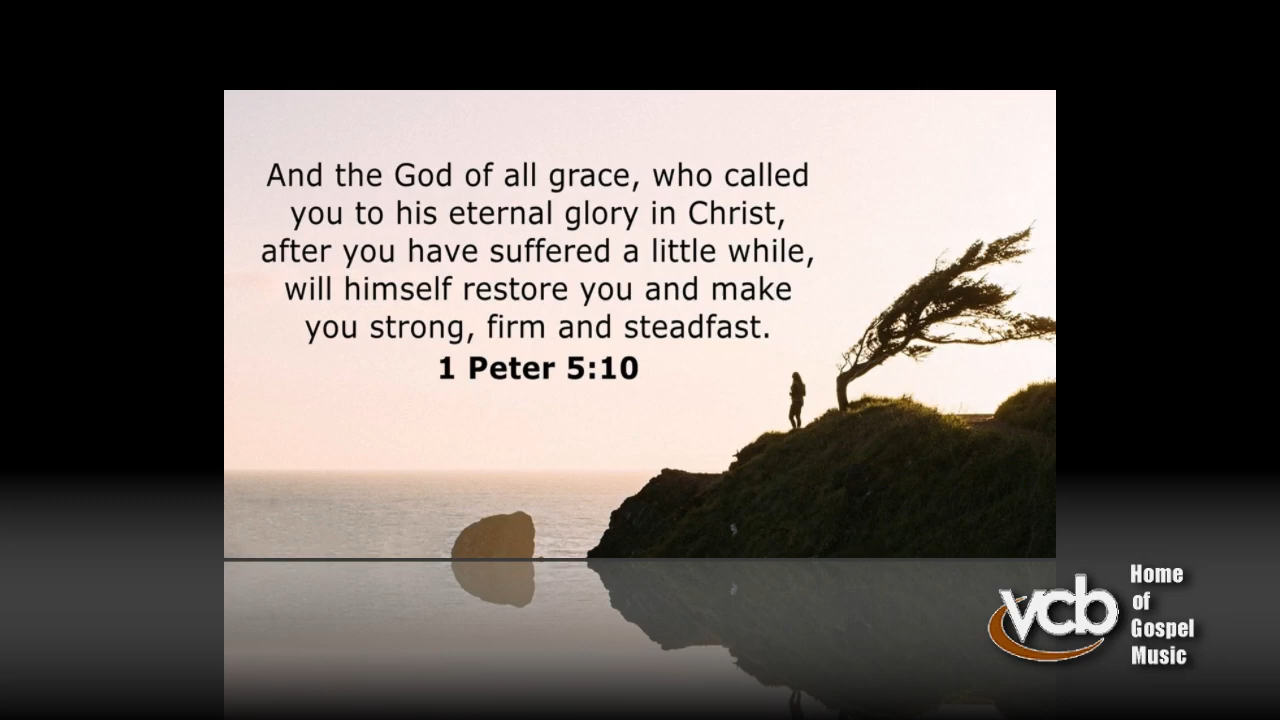 And the God of all grace, who called
you to his eternal glory in Christ,
after you have suffered a little while,
will himself restore you and make
you strong, firm and steadfast.
1 Peter 5:10
vcb
Home
of
Gospel
Music